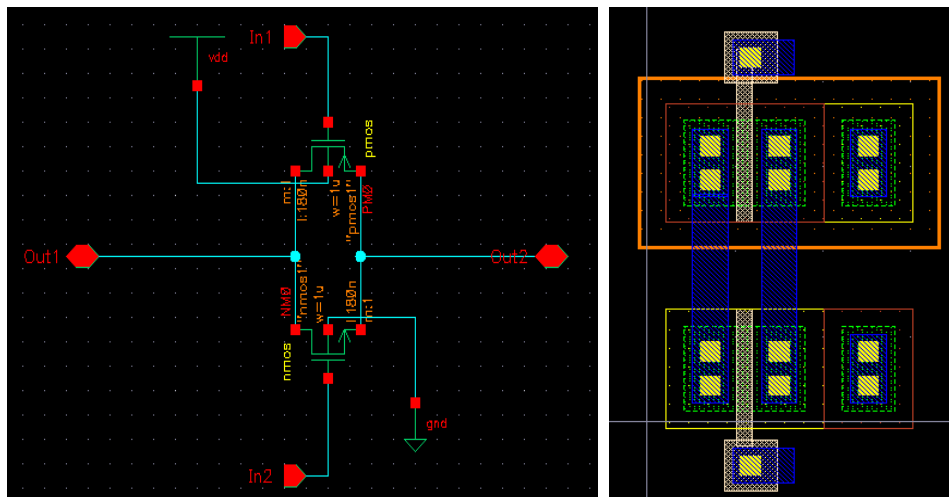 In1
vdd
pmos
m:1
l:180n
w=1u
"pmos1"
PM0
Out1
Out2
NM0
"nmos1"
w=1u
l:180n
m:1
nmos
gnd
In2